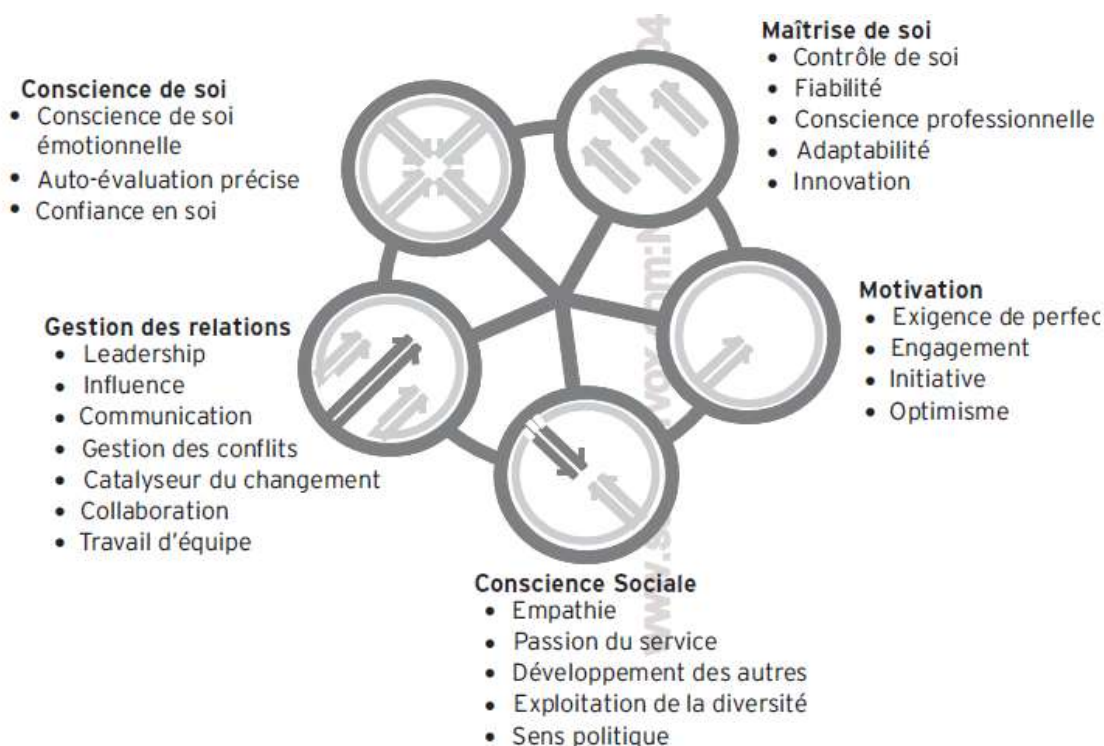 Conscience de soi
• Conscience de soi
émotionnelle
• Auto-évaluation précise
• Confiance en soi
Maîtrise de soi
• Contrôle de soi
• Fiabilité
• Conscience professionnelle
• Adaptabilité
• Innovation
Motivation
• Exigence de perfec
• Engagement
• Initiative
• Optimisme
Gestion des relations
• Leadership
• Influence
• Communication
• Gestion des conflits
• Catalyseur du changement
• Collaboration
• Travail d'équipe
Conscience Sociale
• Empathie
• Passion du service
• Développement des autres
• Exploitation de la diversité
• Sens politique